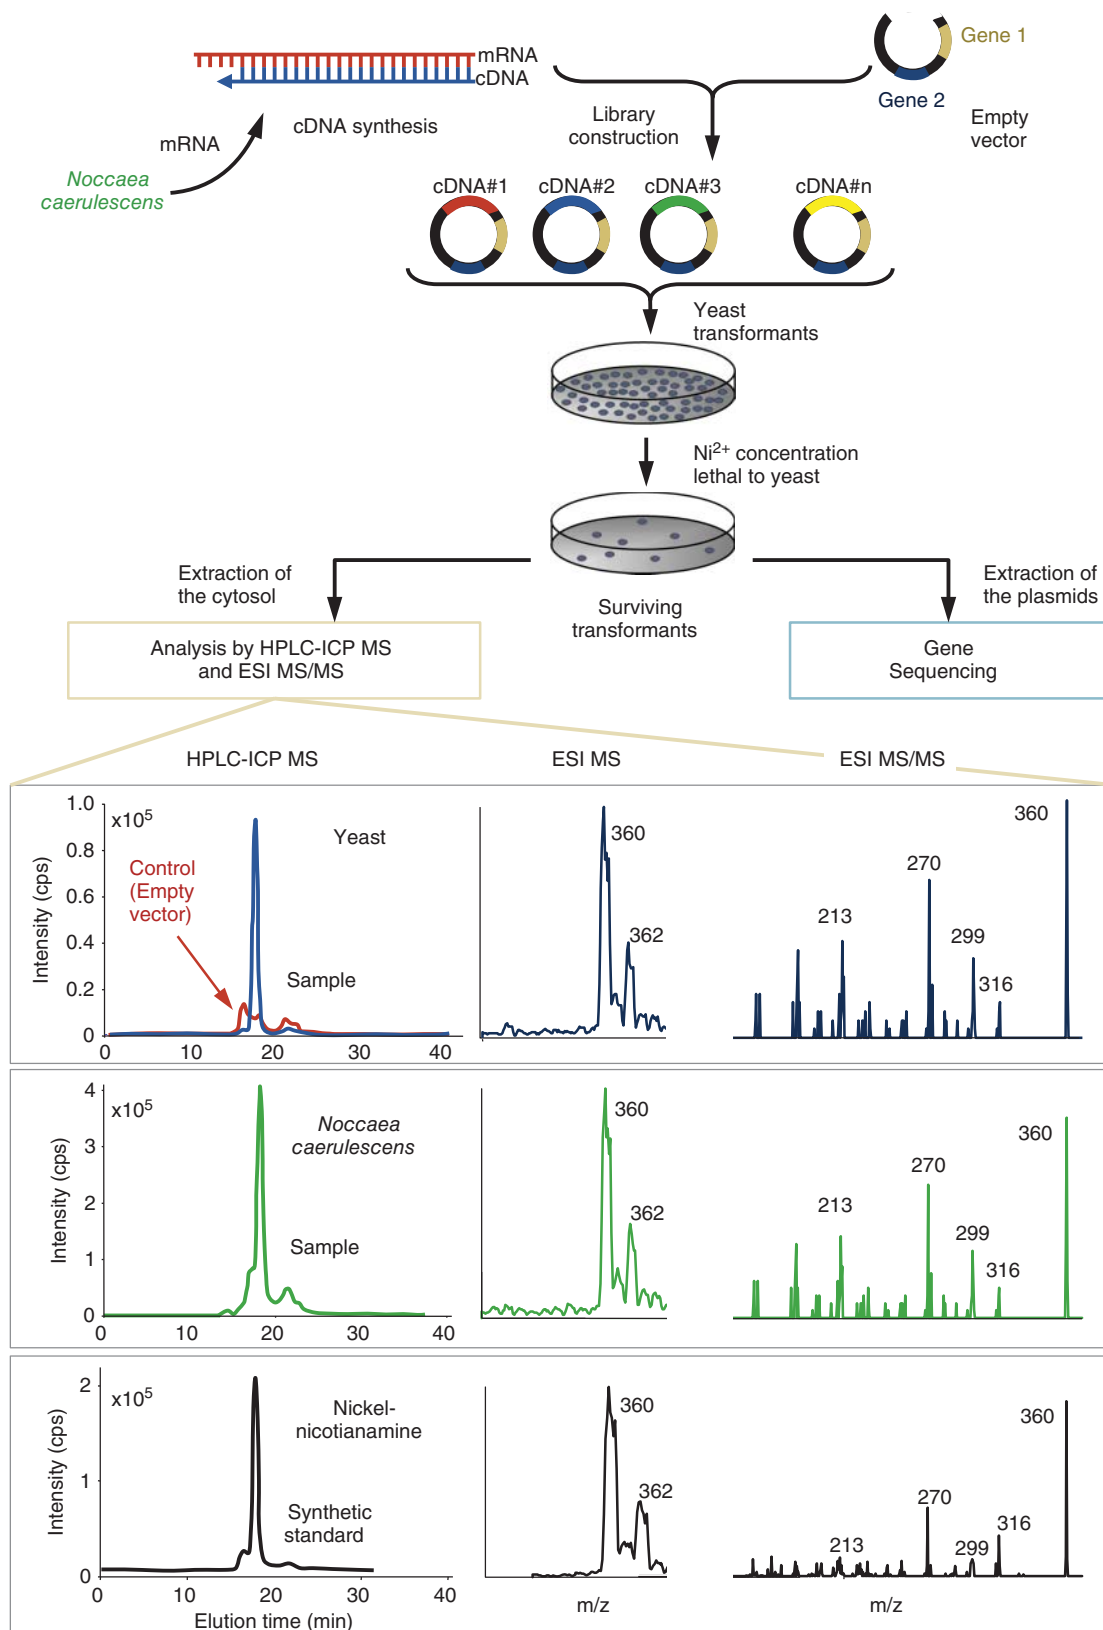 mRNA
cDNA
cDNA synthesis
mRNA
Noccaea
caerulescens
Library
construction
Gene 1
Gene 2
Empty
vector
cDNA#1
cDNA#2
cDNA#3
cDNA#n
Yeast
transformants
Ni2+ concentration
lethal to yeast
Extraction of
the cytosol
Surviving
transformants
Extraction of
the plasmids
Analysis by HPLC-ICP MS
and ESI MS/MS
Gene
Sequencing
HPLC-ICP MS
ESI MS
ESI MS/MS
Intensity (cps)
1.0
0.8
0.6
0.4
0.2
0
x10^5
Yeast
Control
(Empty
vector)
Sample
0
10
20
30
40
360
362
213
270
299
316
360
Intensity (cps)
4
3
2
1
0
x10^5
Noccaea
caerulescens
Sample
0
10
20
30
40
360
362
213
270
299
316
360
Intensity (cps)
2
1
0
x10^5
Nickel-
nicotianamine
Synthetic
standard
0
10
20
30
40
Elution time (min)
360
362
m/z
213
270
299
316
360
m/z